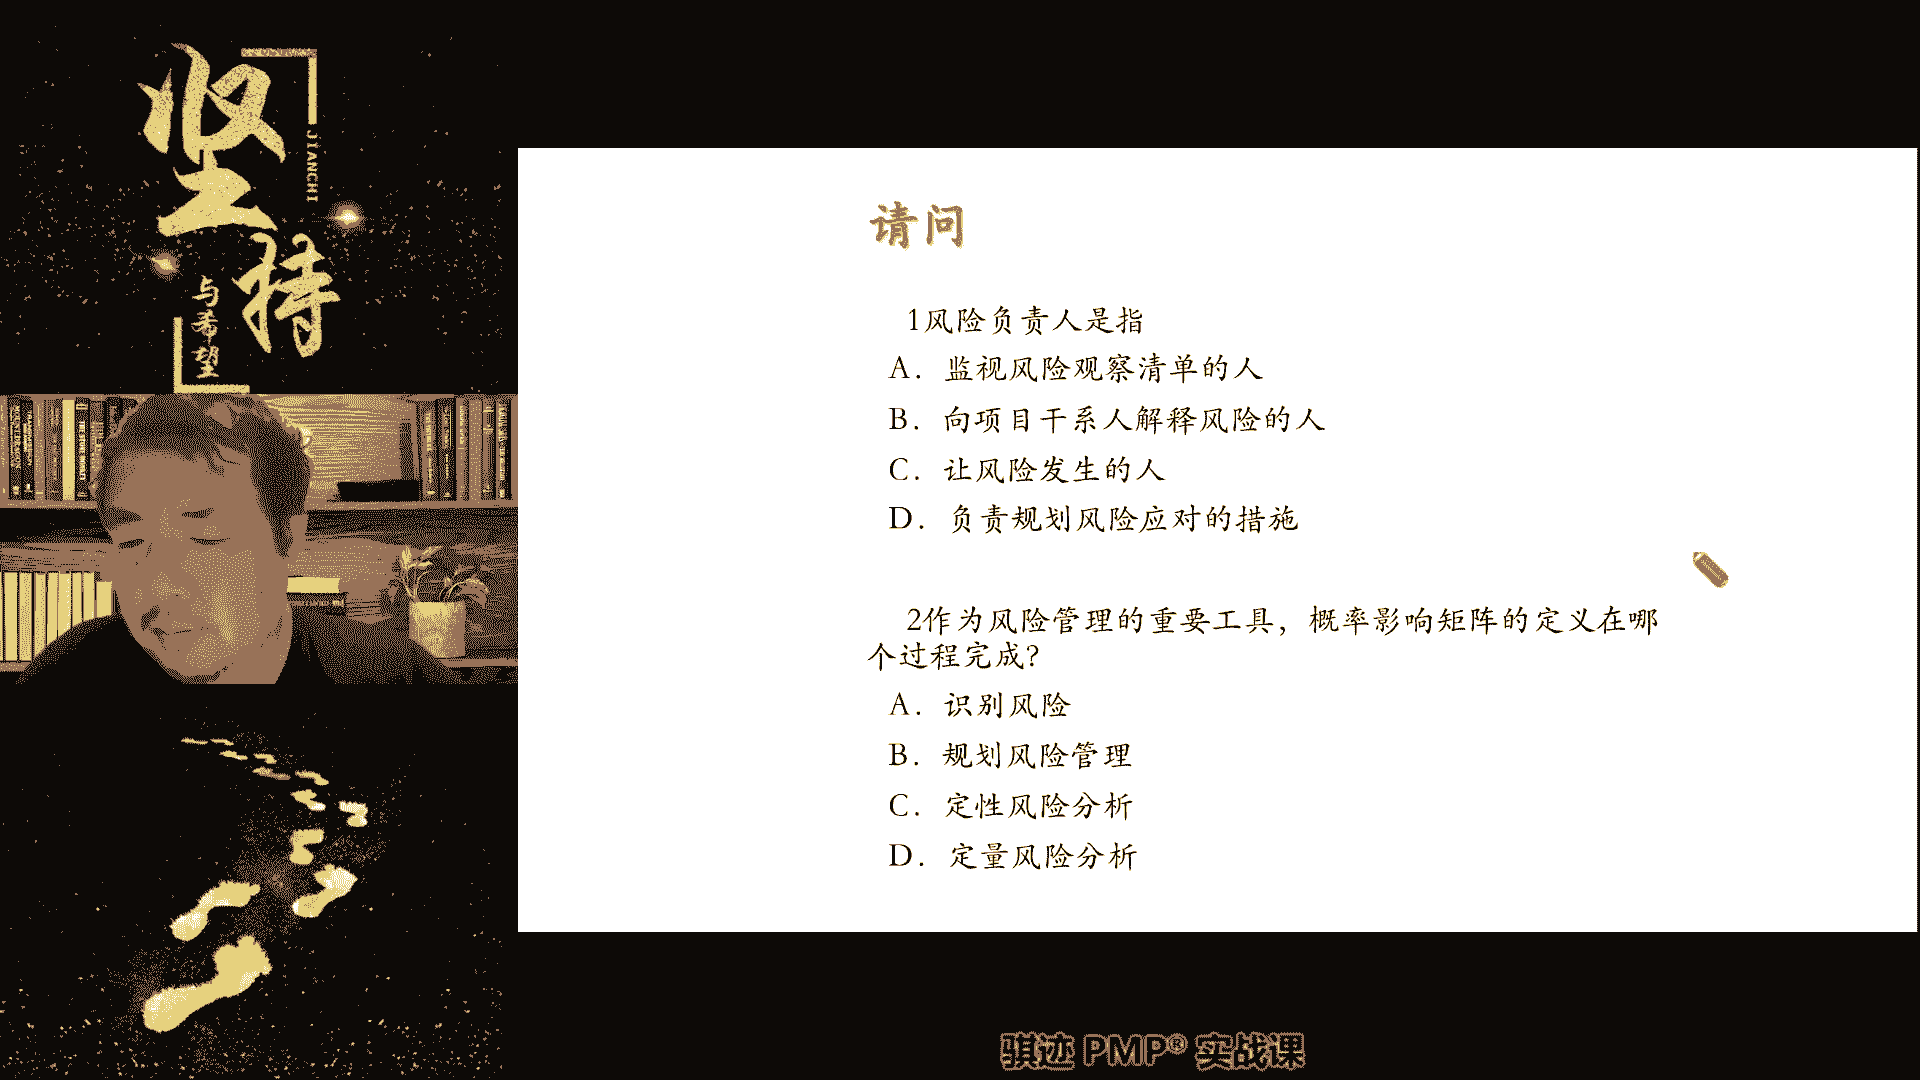 坚
持
JIANCHI
与
希
望
请问
1风险负责人是指
A. 监视风险观察清单的人
B. 向项目干系人解释风险的人
C. 让风险发生的人
D. 负责规划风险应对的措施
2作为风险管理的重要工具，概率影响矩阵的定义在哪
个过程完成？
A. 识别风险
B. 规划风险管理
C. 定性风险分析
D. 定量风险分析
骐迹 PMP® 实战课